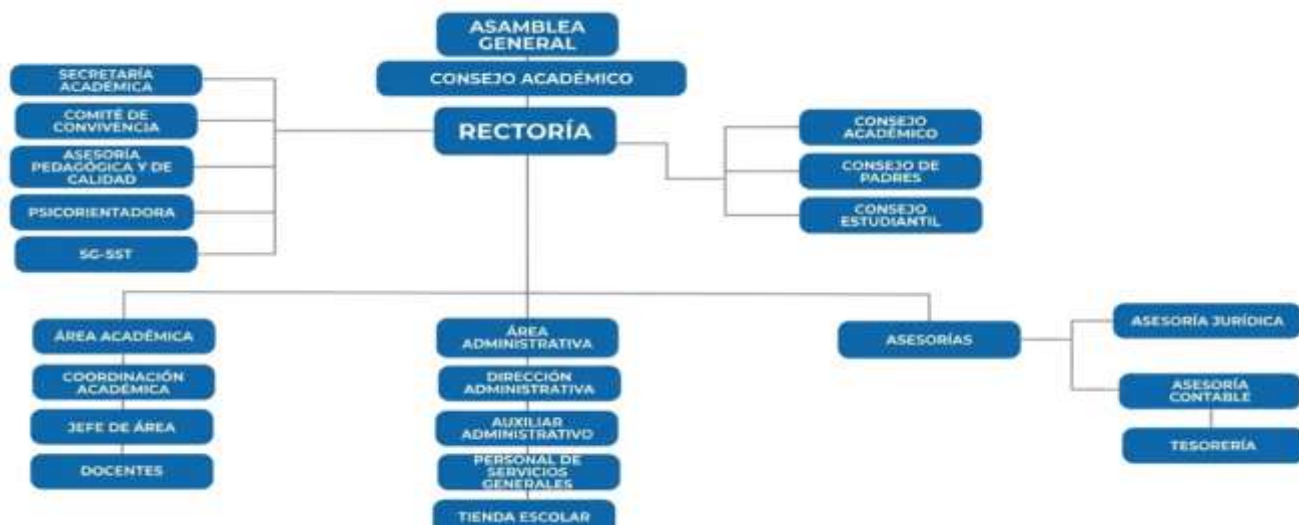 ASAMBLEA
GENERAL
CONSEJO ACADÉMICO
RECTORÍA
SECRETARÍA
ACADÉMICA
COMITÉ DE
CONVIVENCIA
ASESORÍA
PEDAGÓGICA Y DE
CALIDAD
PSICORIENTADORA
SG-SST
CONSEJO
ACADÉMICO
CONSEJO DE
PADRES
CONSEJO
ESTUDIANTIL
ÁREA ACADÉMICA
COORDINACIÓN
ACADÉMICA
JEFE DE ÁREA
DOCENTES
ÁREA
ADMINISTRATIVA
DIRECCIÓN
ADMINISTRATIVA
AUXILIAR
ADMINISTRATIVO
PERSONAL DE
SERVICIOS
GENERALES
TIENDA ESCOLAR
ASESORÍAS
ASESORÍA JURÍDICA
ASESORÍA
CONTABLE
TESORERÍA